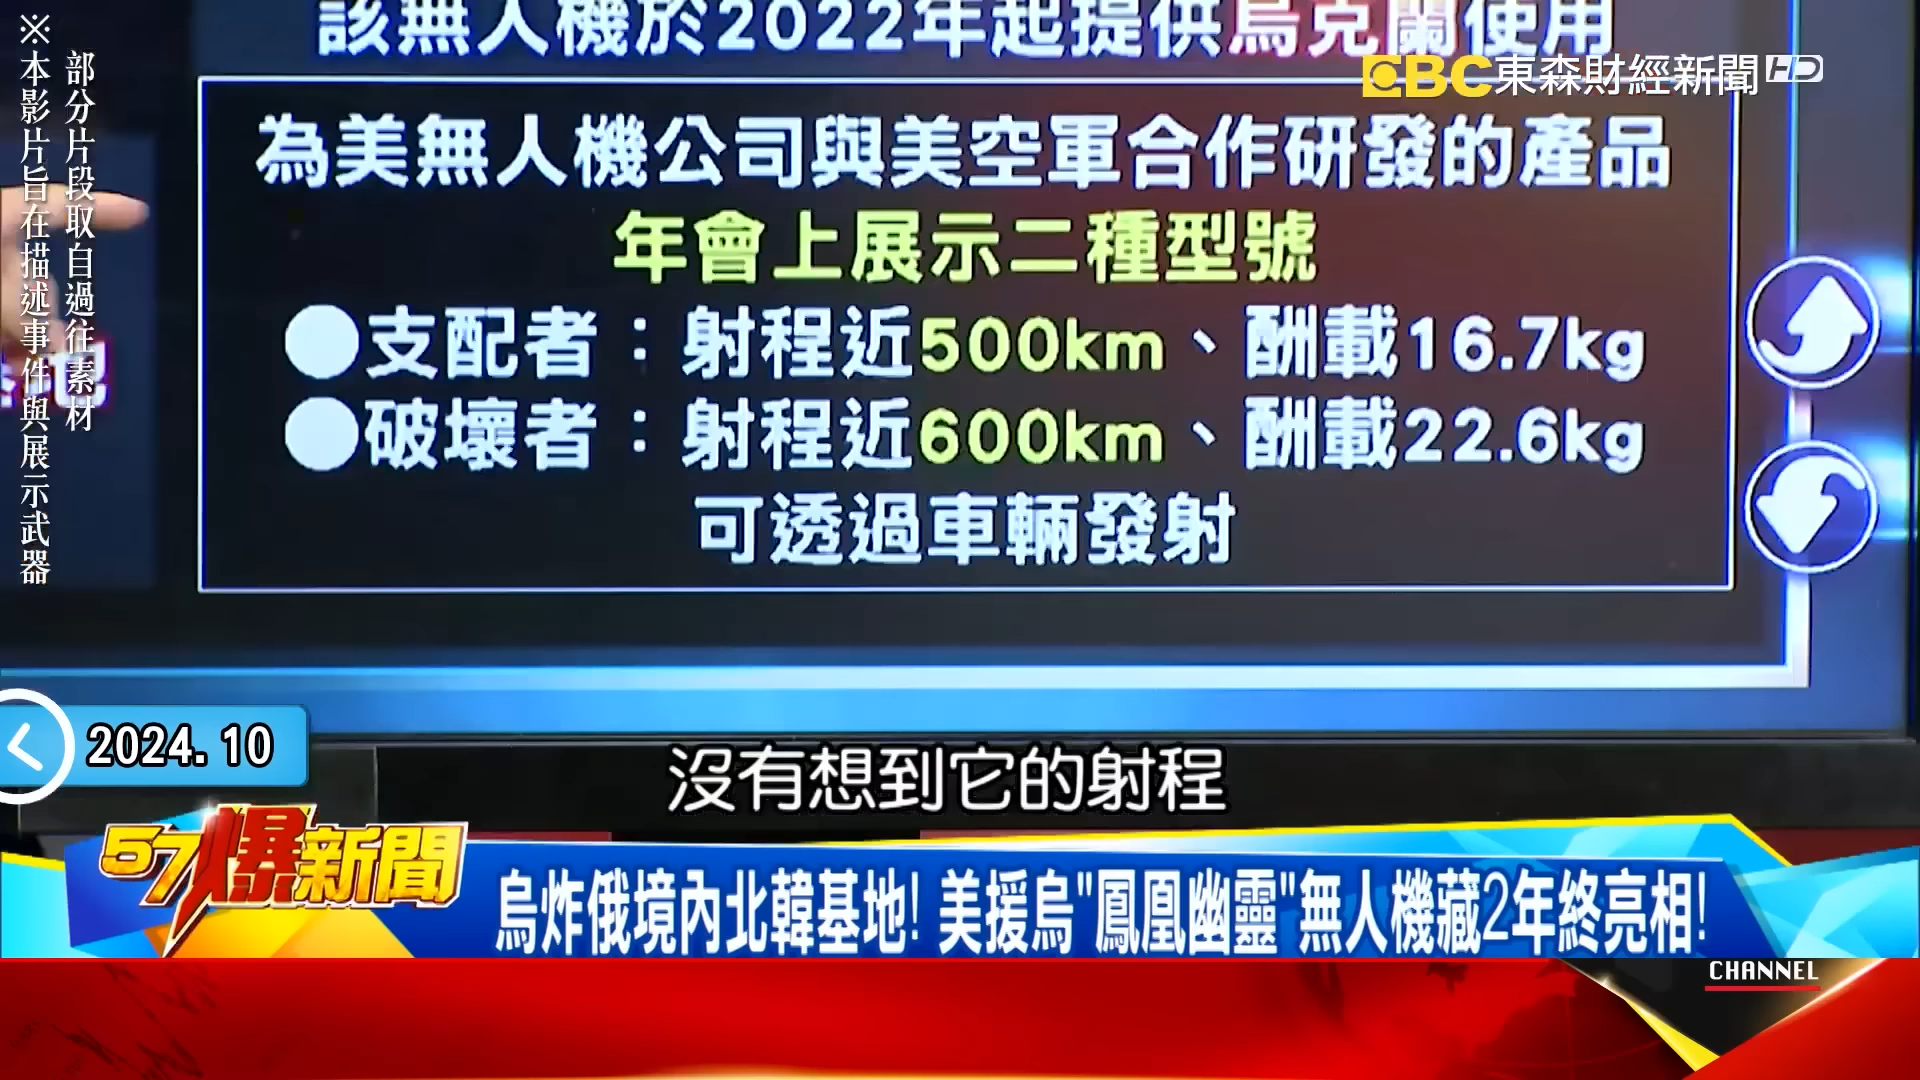 ※本影片旨在描述事件與展示武器
部分片段取自過往素材
該無人機於2022年起提供烏克蘭使用
EBC東森財經新聞HD
為美無人機公司與美空軍合作研發的產品
年會上展示二種型號
●支配者：射程近500km、酬載16.7kg
●破壞者：射程近600km、酬載22.6kg
可透過車輛發射
2024.10
沒有想到它的射程
57爆新聞
烏炸俄境內北韓基地! 美援烏"鳳凰幽靈"無人機藏2年終亮相!
CHANNEL